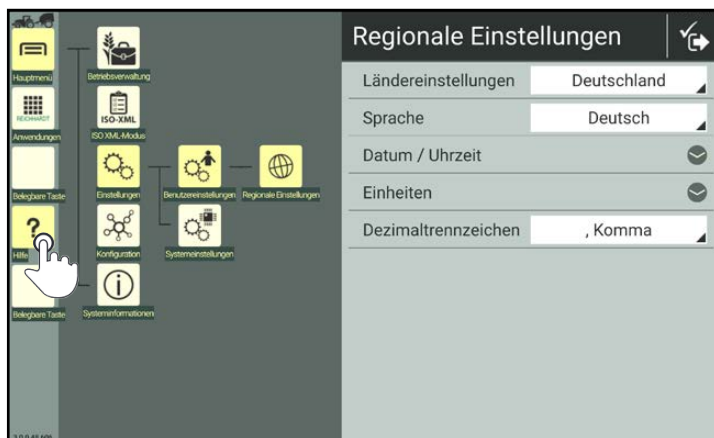 Hauptmenü
REICHHARDT
Anwendungen
Belegbare Taste
?
Hilfe
Belegbare Taste
Betriebsverwaltung
ISO-XML
ISO XML-Modus
Einstellungen
Benutzereinstellungen
Regionale Einstellungen
Konfiguration
Systemeinstellungen
Systeminformationen
Regionale Einstellungen
Ländereinstellungen Deutschland
Sprache Deutsch
Datum / Uhrzeit
Einheiten
Dezimaltrennzeichen , Komma